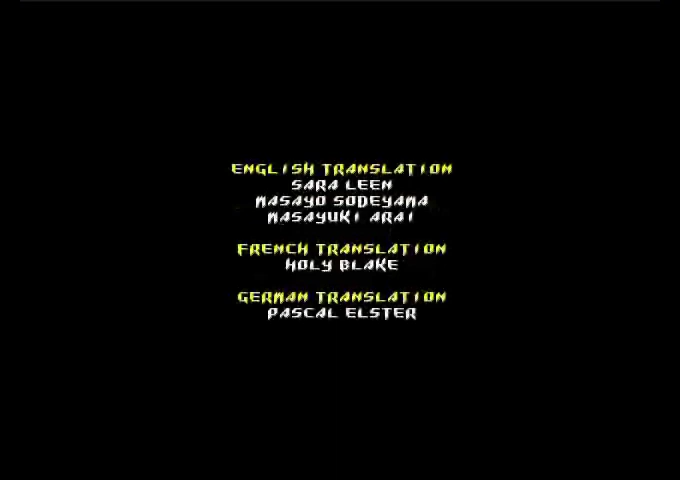 ENGLISH TRANSLATION
SARA LEEN
MASAYO SODEYAMA
MASAYUKI ARAI
FRENCH TRANSLATION
HOLY BLAKE
GERMAN TRANSLATION
PASCAL ELSTER